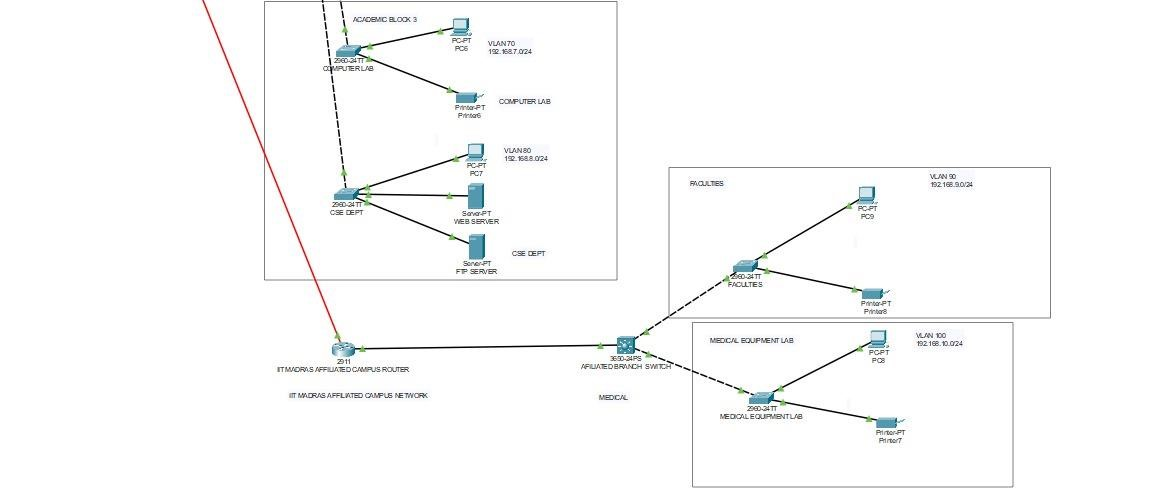 ACADEMIC BLOCK 3
PC-PT
PC6
VLAN 70
192.168.7.0/24
2960-24TT
COMPUTER LAB
Printer-PT
Printer6
COMPUTER LAB
VLAN 80
192.168.8.0/24
PC-PT
PC7
2960-24TT
CSE DEPT
Server-PT
WEB SERVER
Server-PT
FTP SERVER
CSE DEPT
FACULTIES
VLAN 90
192.168.9.0/24
PC-PT
PC9
2960-24TT
FACULTIES
Printer-PT
Printer8
2911
IIT MADRAS AFFILIATED CAMPUS ROUTER
IIT MADRAS AFFILIATED CAMPUS NETWORK
3650-24PS
AFILIATED BRANCH SWITCH
MEDICAL
MEDICAL EQUIPMENT LAB
VLAN 100
192.168.10.0/24
PC-PT
PC8
2960-24TT
MEDICAL EQUIPMENT LAB
Printer-PT
Printer7